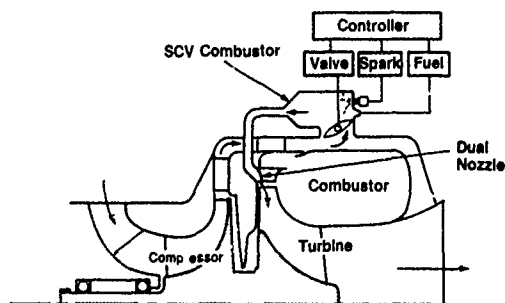 Controller
Valve Spark Fuel
SCV Combustor
Dual
Nozzle
Combustor
Turbine
Comp essor